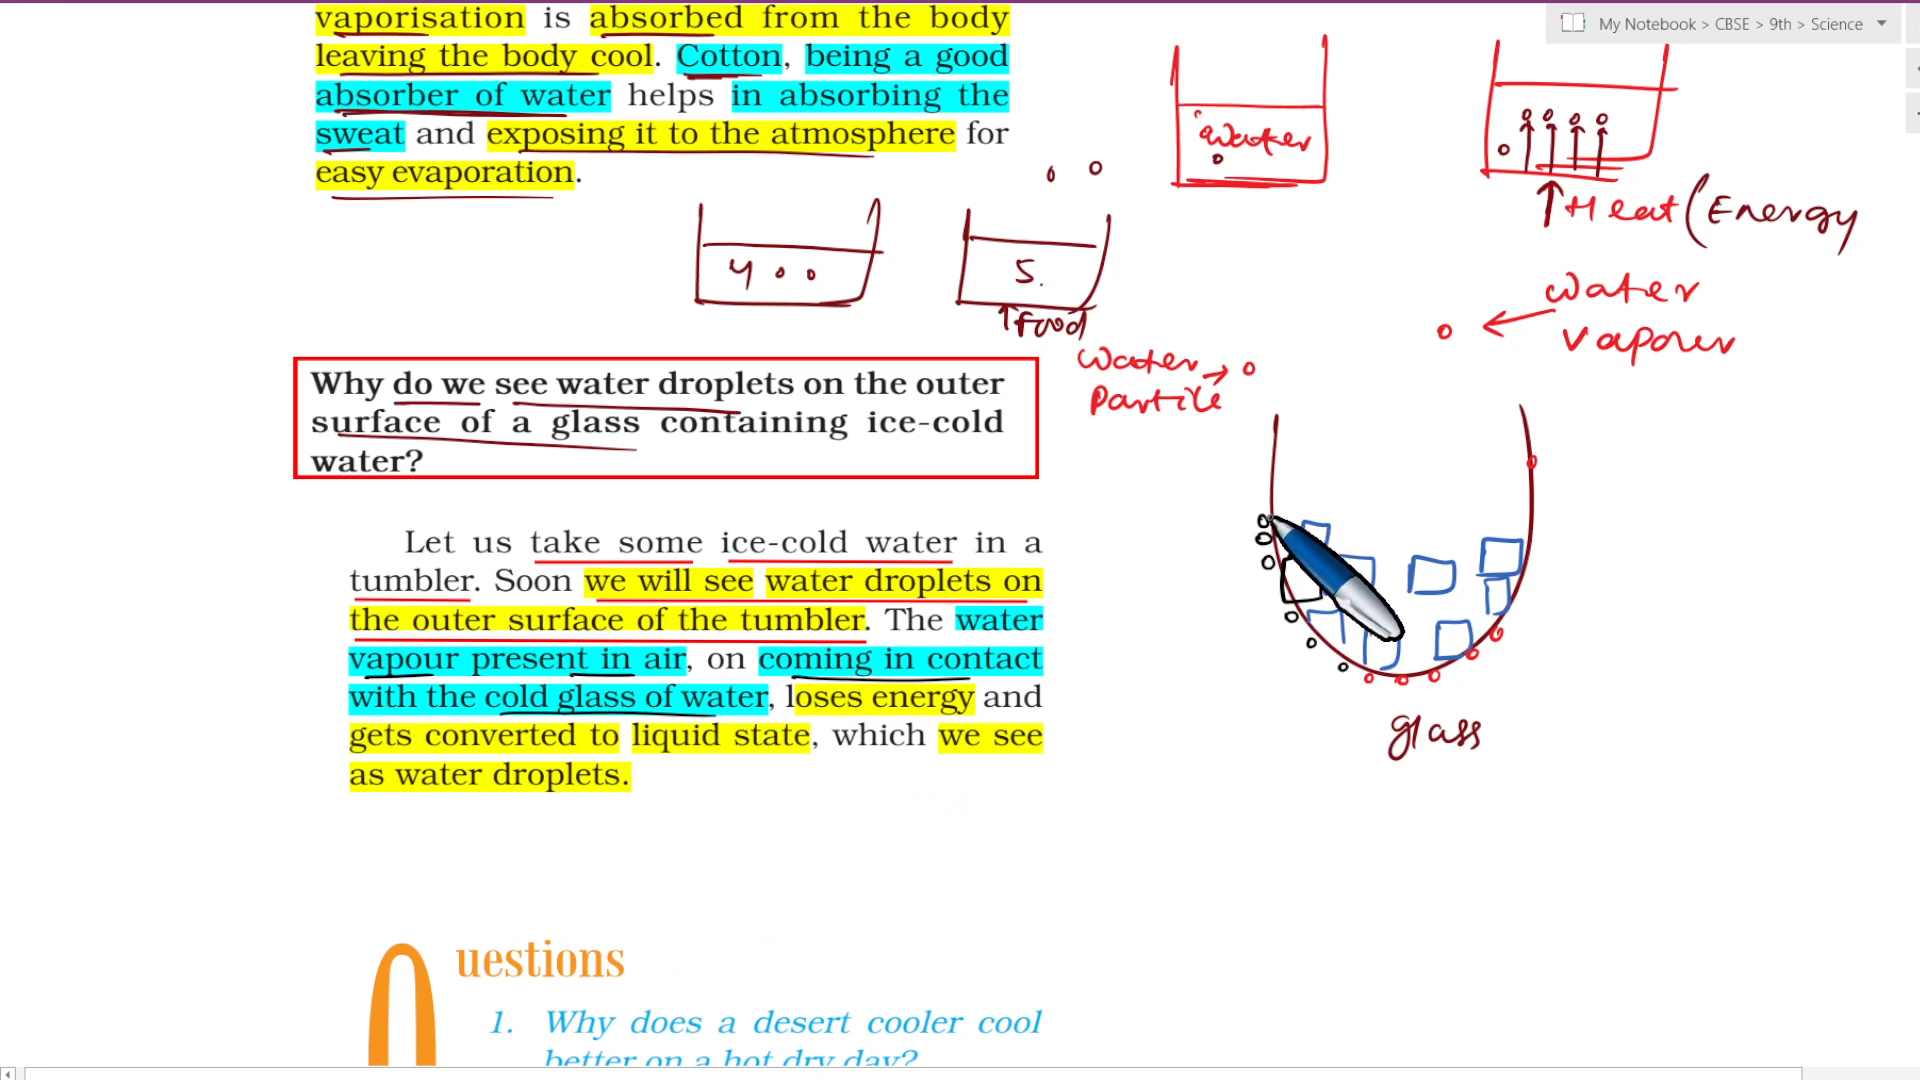 vaporisation is absorbed from the body
leaving the body cool. Cotton, being a good
absorber of water helps in absorbing the
sweat and exposing it to the atmosphere for
easy evaporation.
My Notebook > CBSE > 9th > Science
Water
Heat (Energy
4
5.
Food
Water
vapour
Water
Particle
Why do we see water droplets on the outer
surface of a glass containing ice-cold
water?
Let us take some ice-cold water in a
tumbler. Soon we will see water droplets on
the outer surface of the tumbler. The water
vapour present in air, on coming in contact
with the cold glass of water, loses energy and
gets converted to liquid state, which we see
as water droplets.
glass
Questions
1. Why does a desert cooler cool
better on a hot dry day?